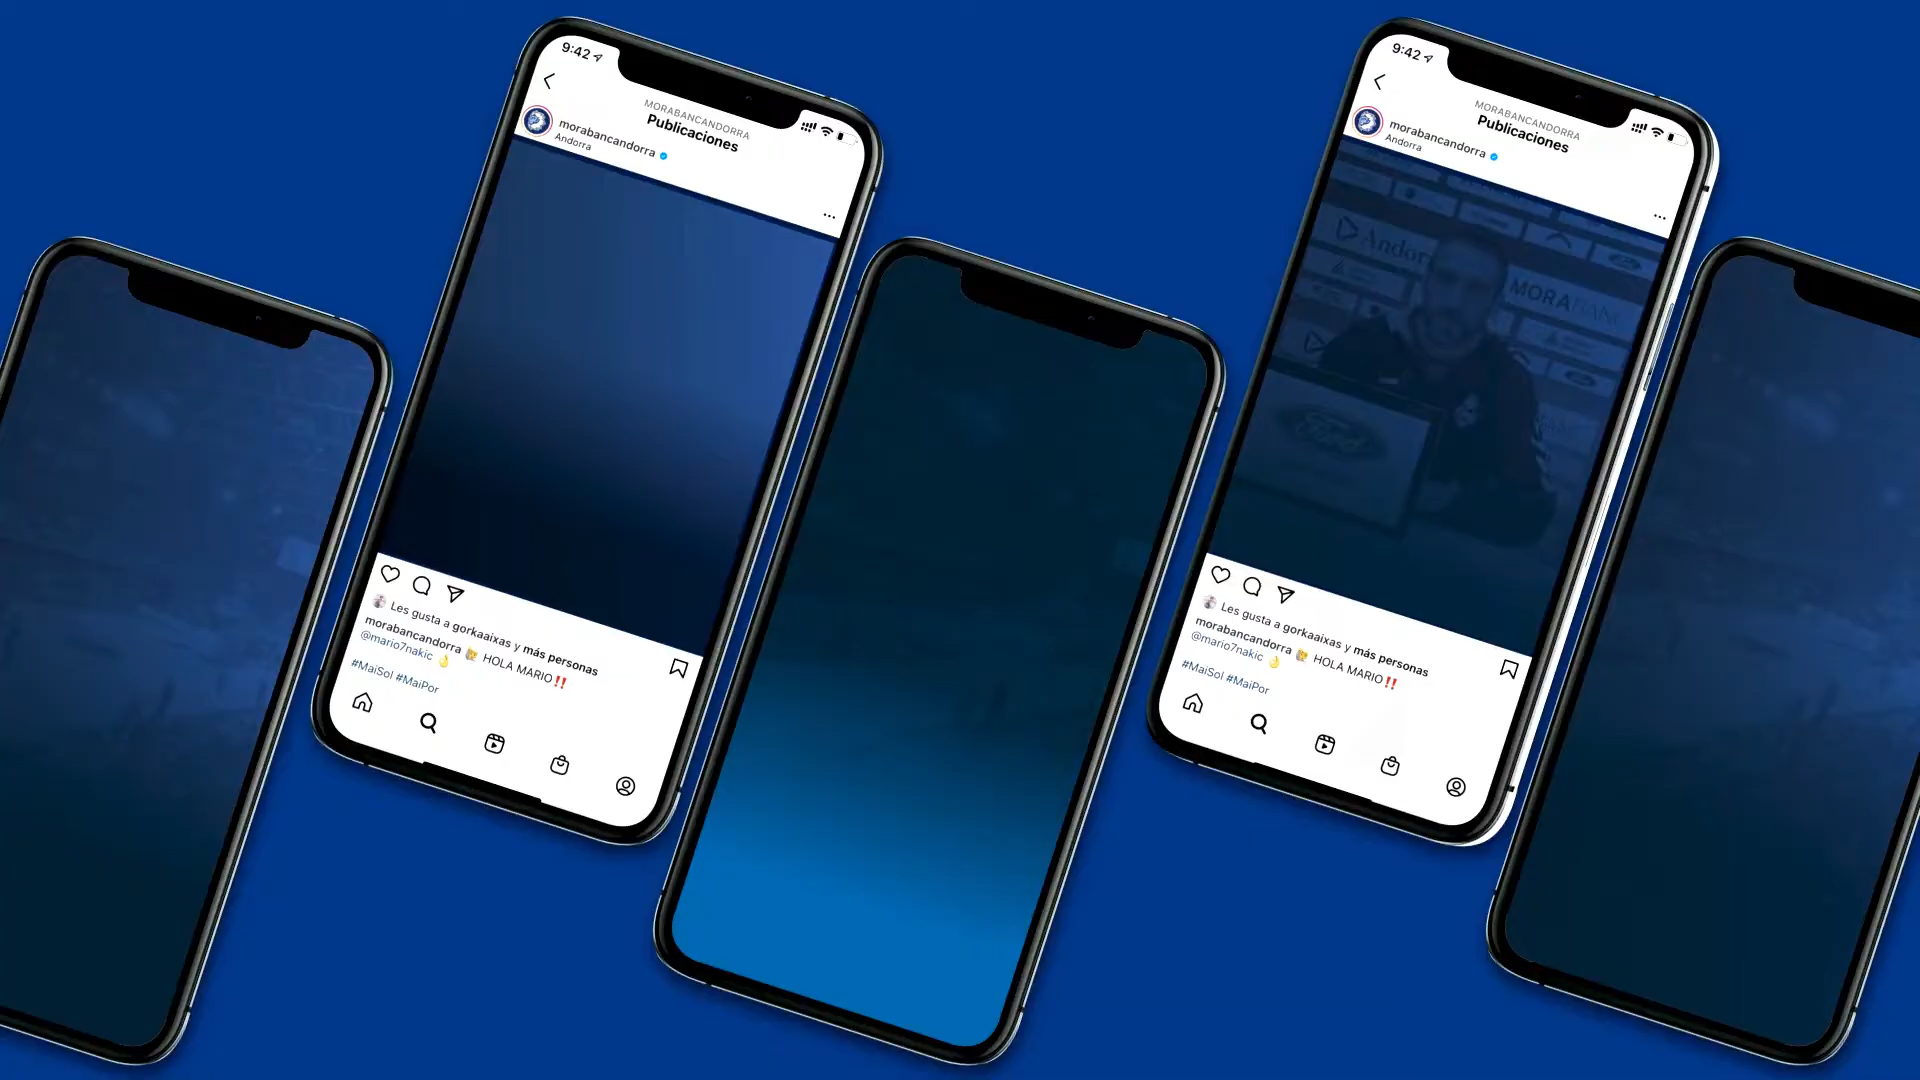 9:42
MORABANCANDORRA
Publicaciones
morabancandorra
Andorra
Les gusta a gorkaaixas y más personas
morabancandorra 🙋 HOLA MARIO‼️
@mario7nakic 👌
#MaiSol #MaiPor
9:42
MORABANCANDORRA
Publicaciones
morabancandorra
Andorra
MORABANC
Ford
Les gusta a gorkaaixas y más personas
morabancandorra 🙋 HOLA MARIO‼️
@mario7nakic 👌
#MaiSol #MaiPor